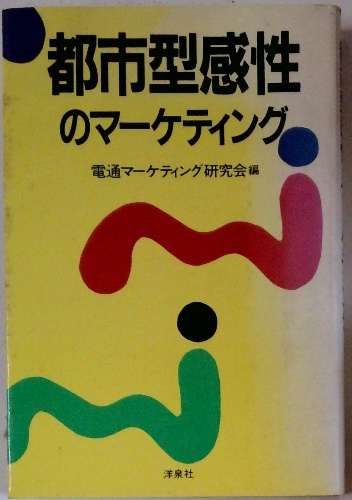 都市型感性
のマーケティング
電通マーケティング研究会編
洋泉社